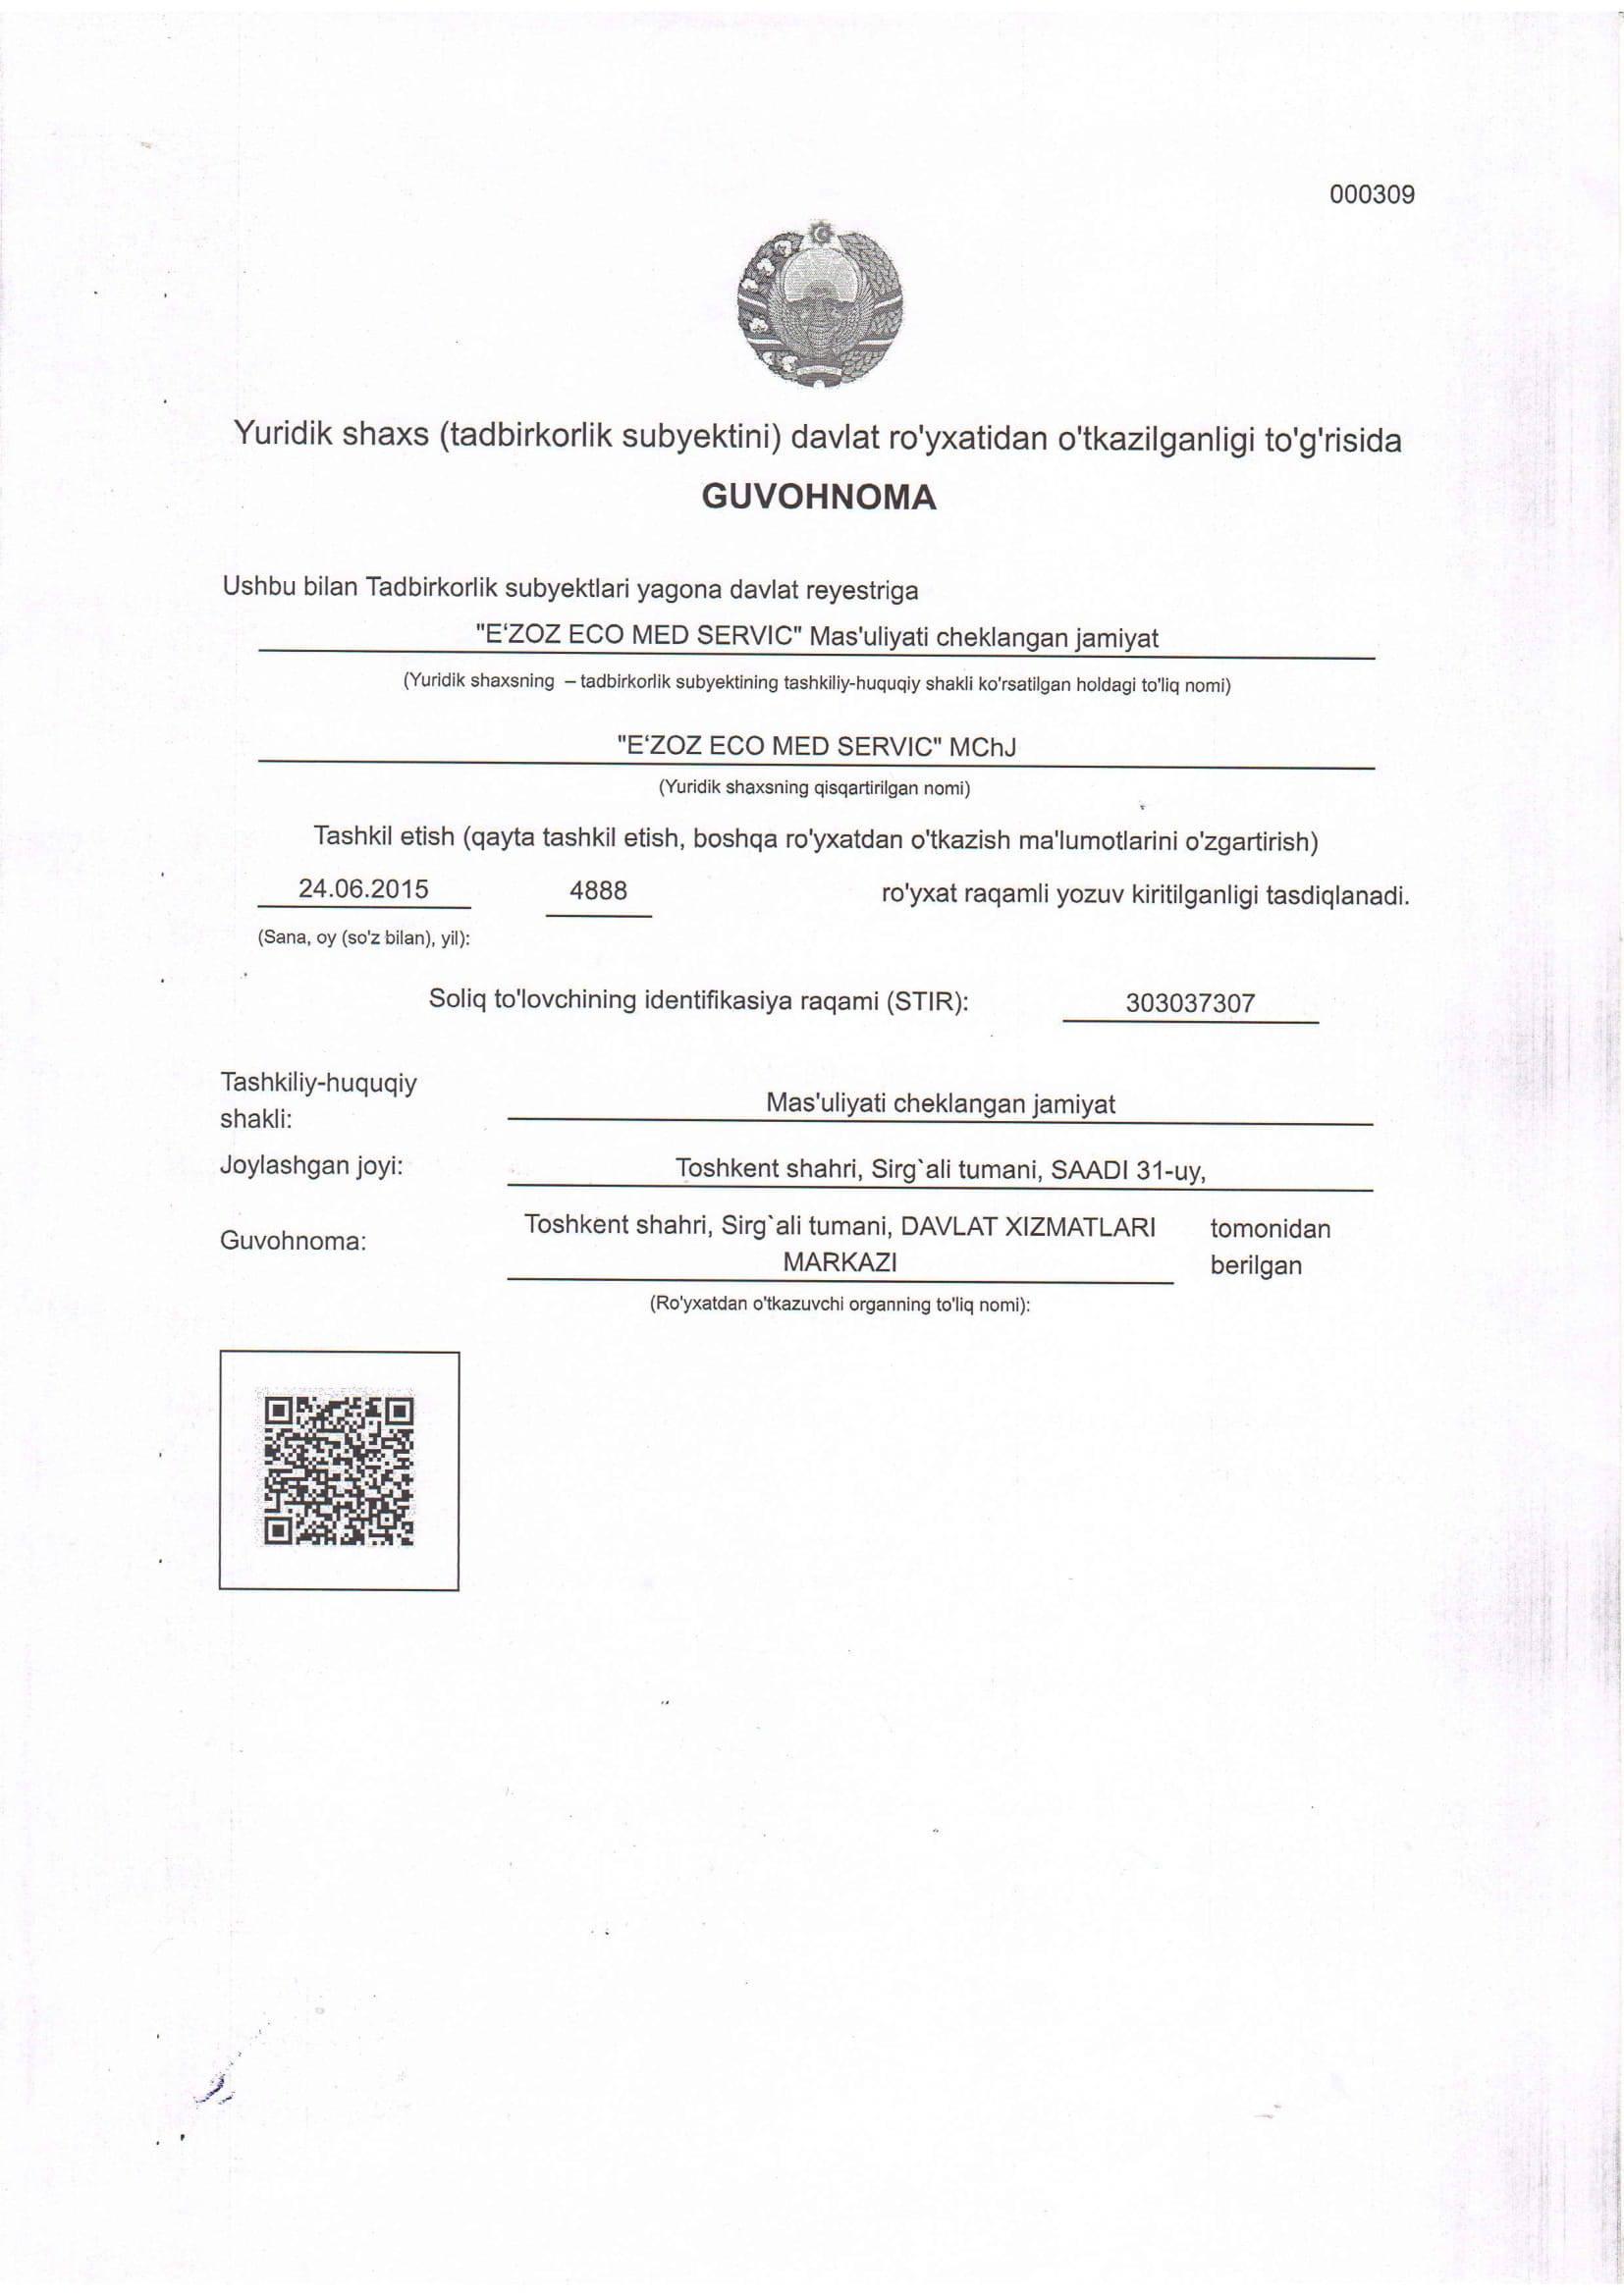 000309
Yuridik shaxs (tadbirkorlik subyektini) davlat ro'yxatidan o'tkazilganligi to'g'risida
GUVOHNOMA
Ushbu bilan Tadbirkorlik subyektlari yagona davlat reyestriga
"E‘ZOZ ECO MED SERVIC" Mas'uliyati cheklangan jamiyat
(Yuridik shaxsning – tadbirkorlik subyektining tashkiliy-huquqiy shakli ko'rsatilgan holdagi to'liq nomi)
"E‘ZOZ ECO MED SERVIC" MChJ
(Yuridik shaxsning qisqartirilgan nomi)
Tashkil etish (qayta tashkil etish, boshqa ro'yxatdan o'tkazish ma'lumotlarini o'zgartirish)
24.06.2015 4888 ro'yxat raqamli yozuv kiritilganligi tasdiqlanadi.
(Sana, oy (so'z bilan), yil):
Soliq to'lovchining identifikasiya raqami (STIR): 303037307
Tashkiliy-huquqiy
shakli: Mas'uliyati cheklangan jamiyat
Joylashgan joyi: Toshkent shahri, Sirg`ali tumani, SAADI 31-uy,
Guvohnoma: Toshkent shahri, Sirg`ali tumani, DAVLAT XIZMATLARI tomonidan
MARKAZI berilgan
(Ro'yxatdan o'tkazuvchi organning to'liq nomi):